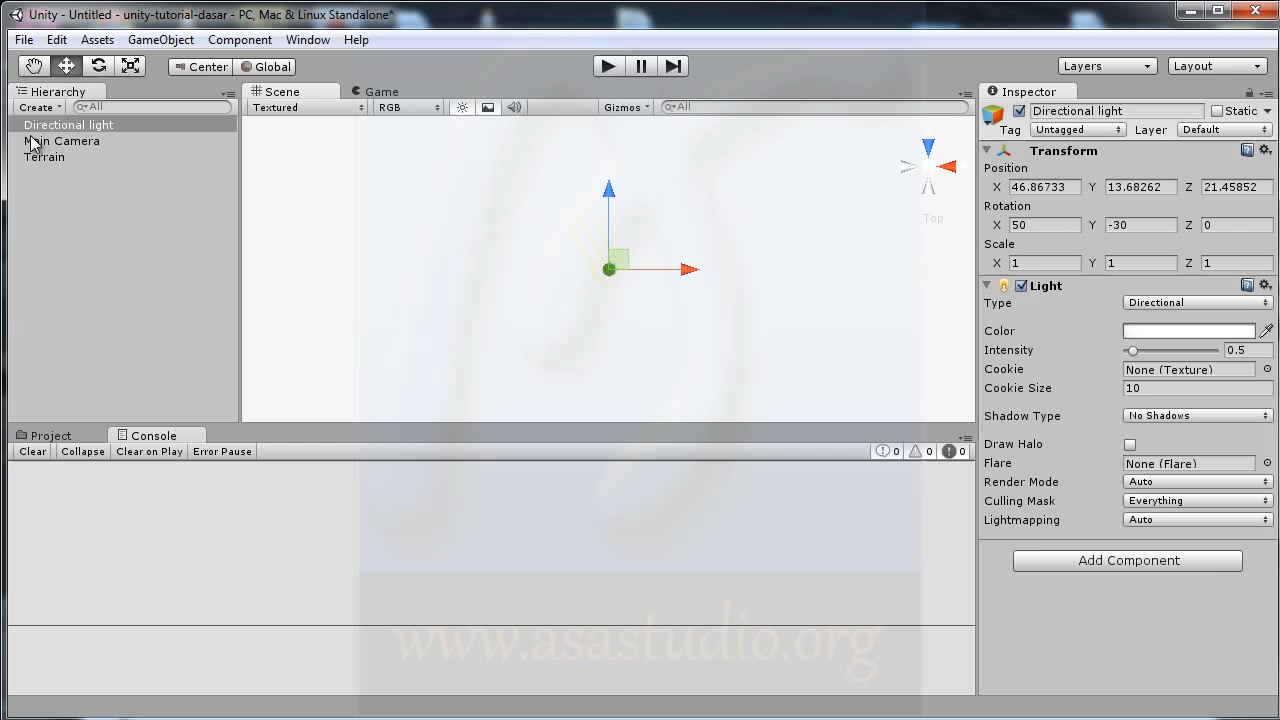 Unity - Untitled - unity-tutorial-dasar - PC, Mac & Linux Standalone*
File Edit Assets GameObject Component Window Help
Center Global Layers Layout
Hierarchy
Create All
Directional light
Main Camera
Terrain
Scene Game
Textured RGB Gizmos All
Top
Inspector
Directional light Static
Tag Untagged Layer Default
Transform
Position
X 46.86733 Y 13.68262 Z 21.45852
Rotation
X 50 Y -30 Z 0
Scale
X 1 Y 1 Z 1
Light
Type Directional
Color
Intensity 0.5
Cookie None (Texture)
Cookie Size 10
Shadow Type No Shadows
Draw Halo
Flare None (Flare)
Render Mode Auto
Culling Mask Everything
Lightmapping Auto
Add Component
Project Console
Clear Collapse Clear on Play Error Pause 0 0 0
www.asastudio.org